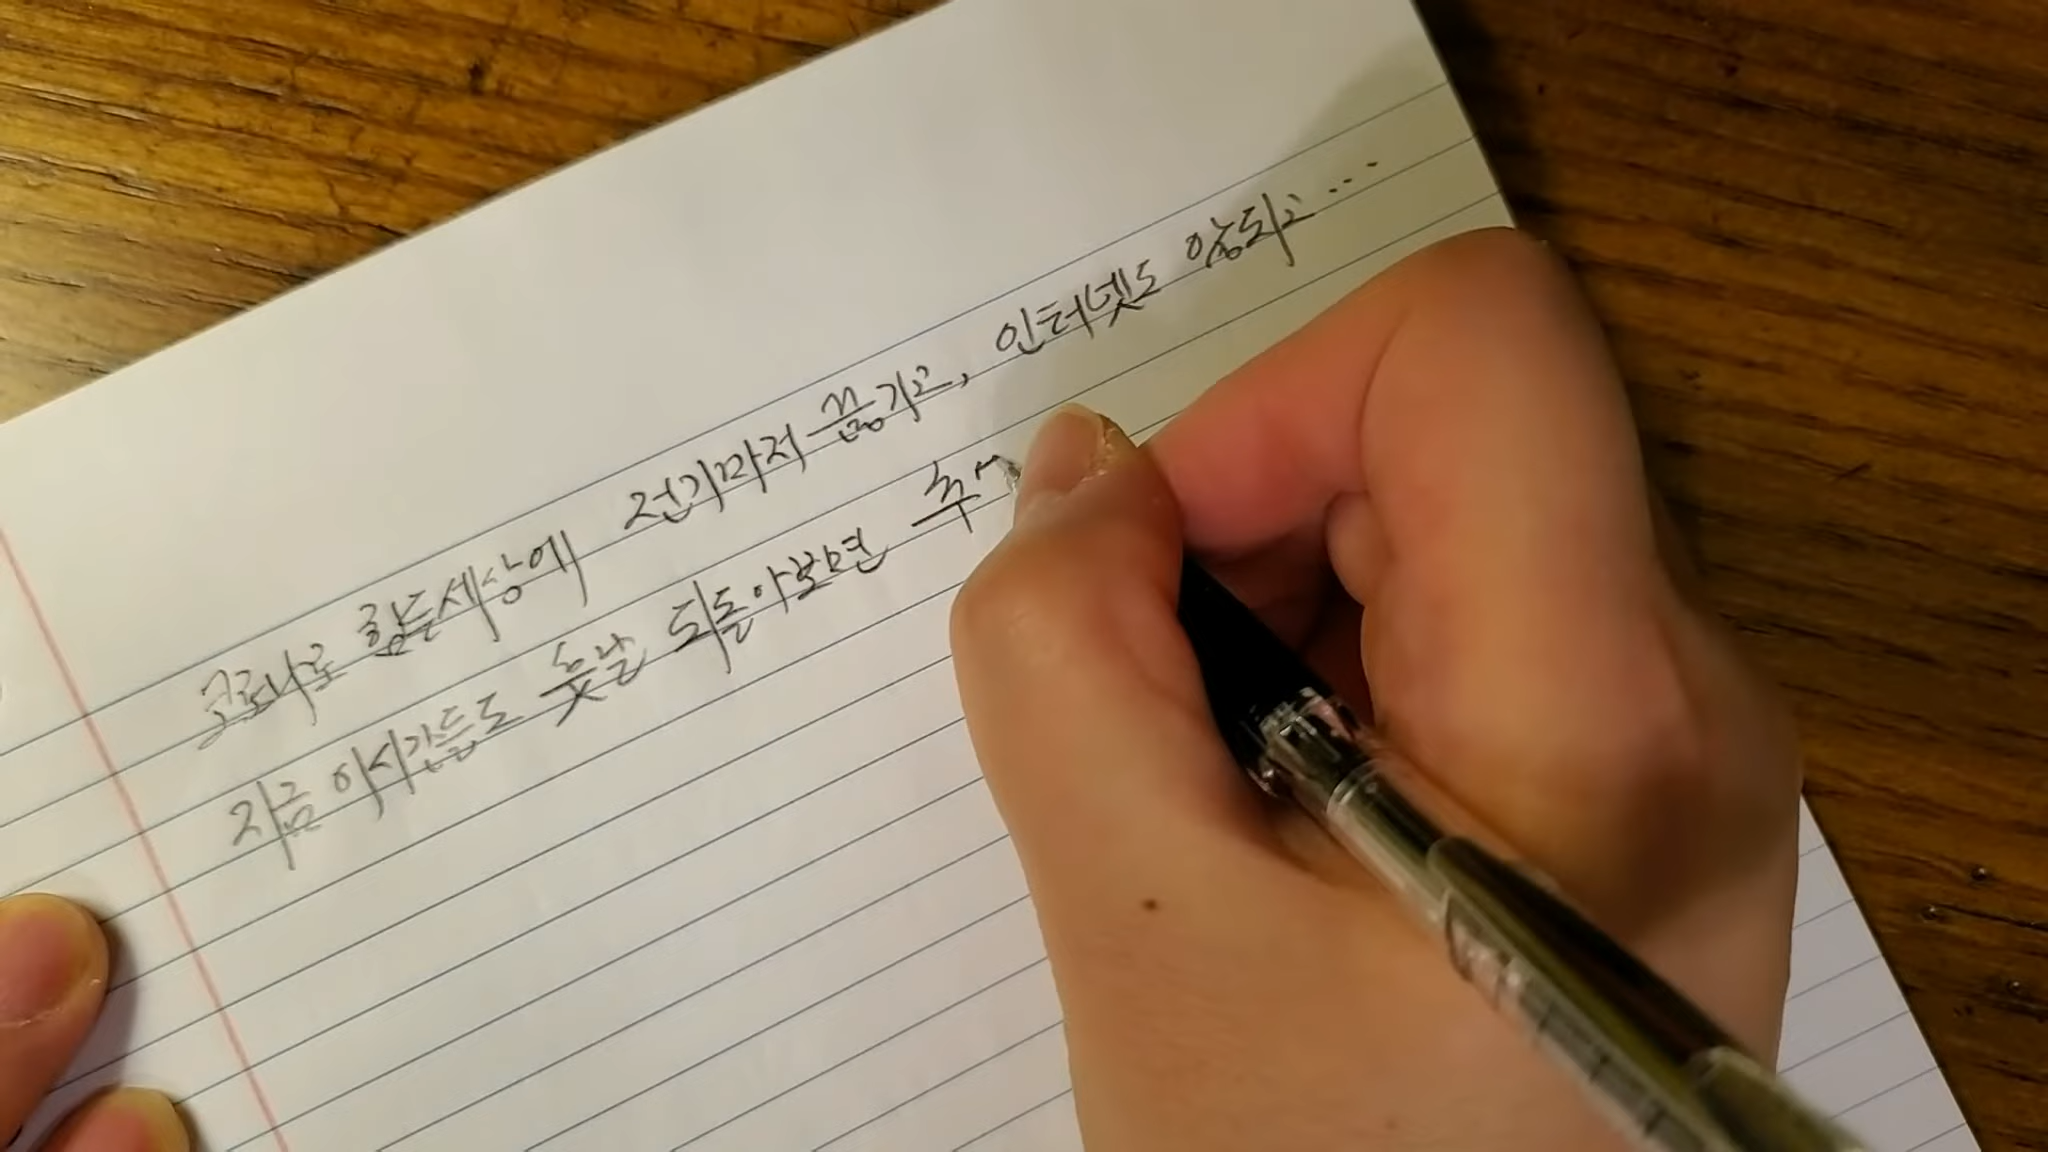 코로나로 힘든세상에 전기마저 끊기고, 인터넷도 안되고...
지금 이시간들도 훗날 되돌아보면 추